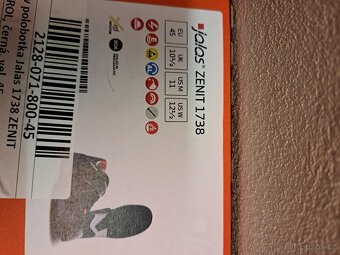 jalas® ZENIT 1738
EU
45
UK
10½
US M
11
US W
12½
polobotka Jalas 1738 ZENIT
ROL, černá, vel. 45
2128-071-800-45